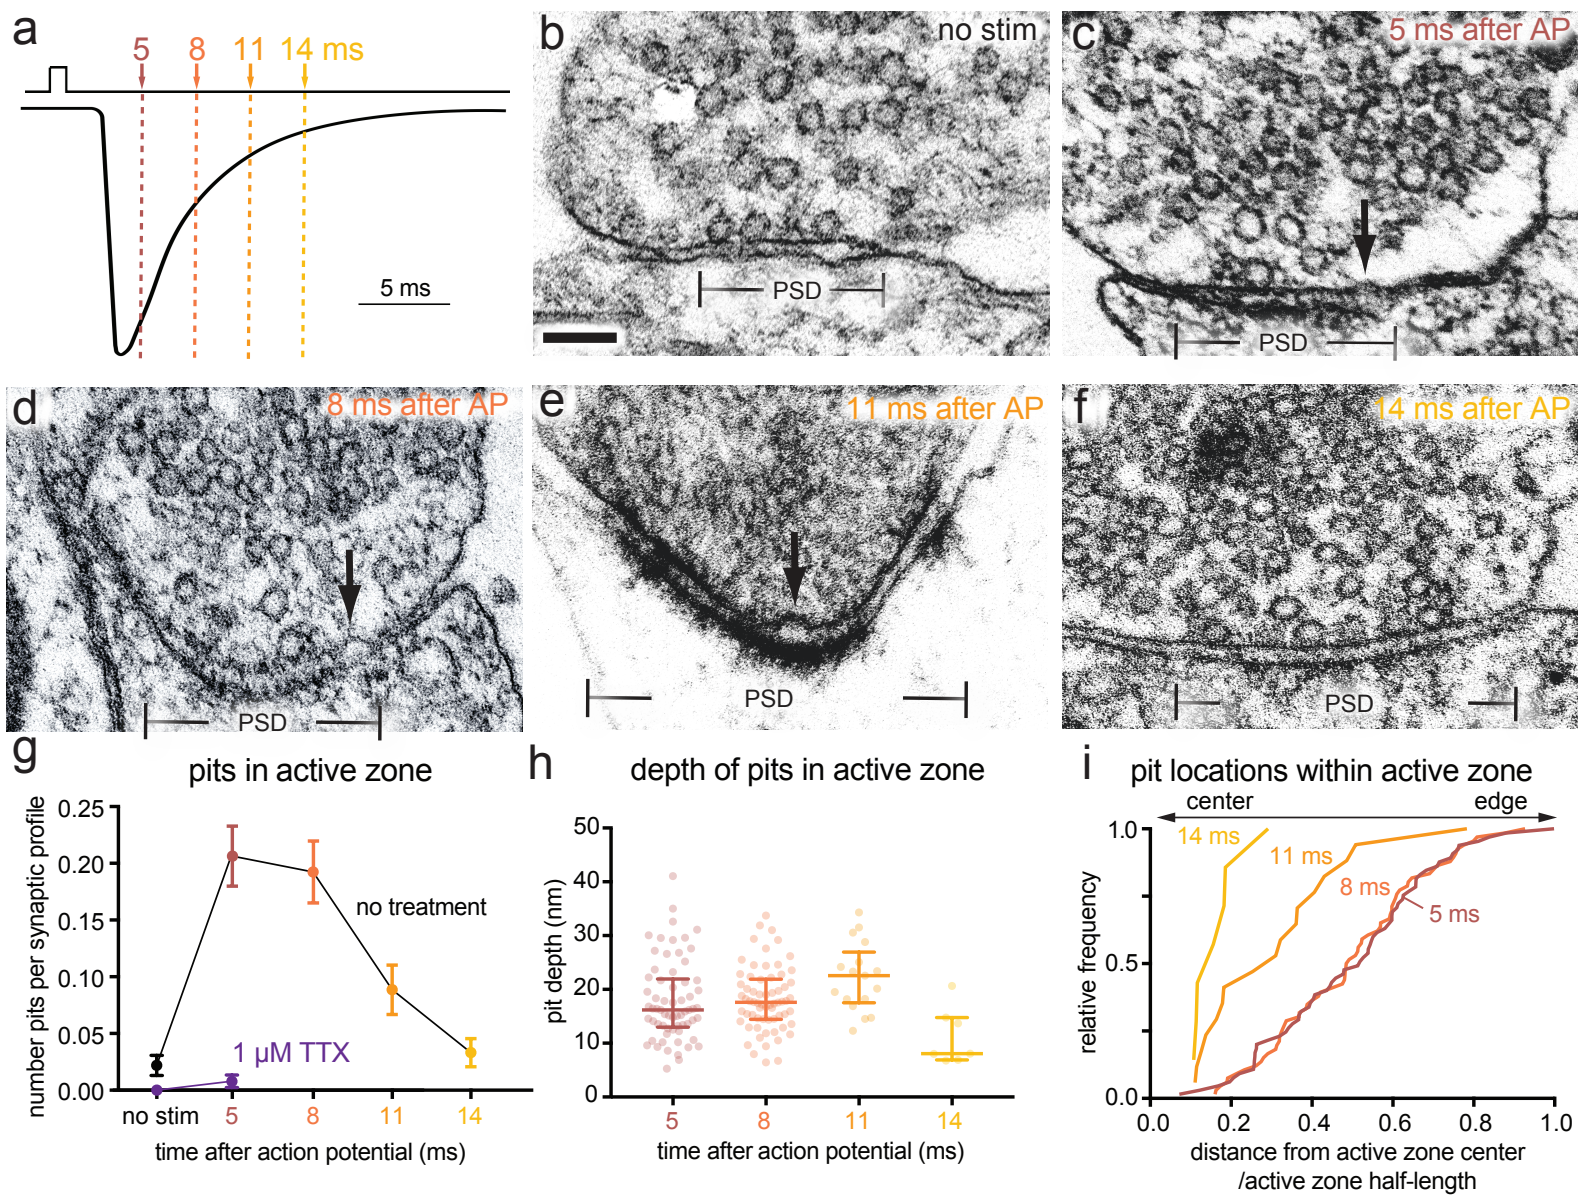 a
5 8 11 14 ms
5 ms
b
no stim
PSD
c
5 ms after AP
PSD
d
8 ms after AP
PSD
e
11 ms after AP
PSD
f
14 ms after AP
PSD
g
pits in active zone
number pits per synaptic profile
0.25
0.20
0.15
0.10
0.05
0.00
no treatment
1 µM TTX
no stim 5 8 11 14
time after action potential (ms)
h
depth of pits in active zone
pit depth (nm)
50
40
30
20
10
0
5 8 11 14
time after action potential (ms)
i
pit locations within active zone
center edge
relative frequency
1.0
0.5
0.0
14 ms
11 ms
8 ms
5 ms
0.0 0.2 0.4 0.6 0.8 1.0
distance from active zone center
/active zone half-length